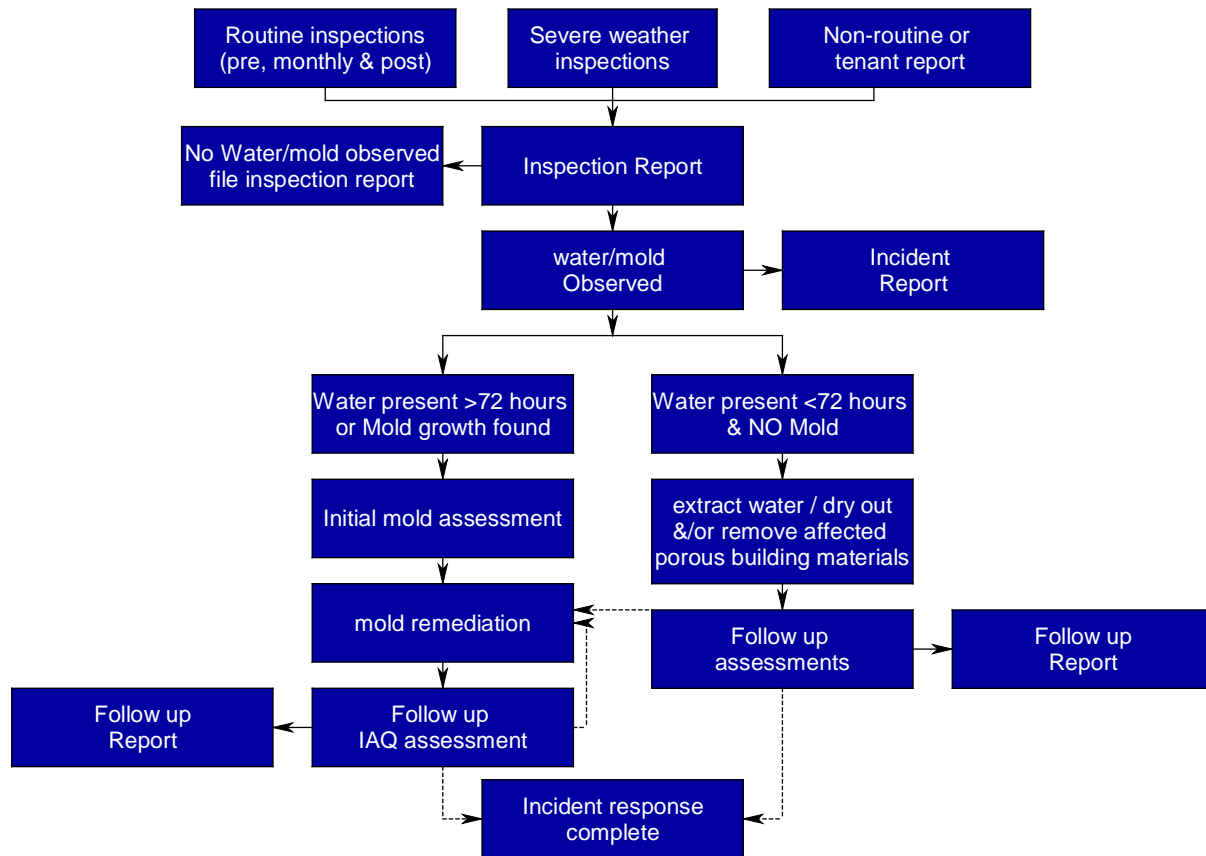 Routine inspections
(pre, monthly & post)
Severe weather
inspections
Non-routine or
tenant report
No Water/mold observed
file inspection report
Inspection Report
water/mold
Observed
Incident
Report
Water present >72 hours
or Mold growth found
Water present <72 hours
& NO Mold
Initial mold assessment
extract water / dry out
&/or remove affected
porous building materials
mold remediation
Follow up
assessments
Follow up
Report
Follow up
Report
Follow up
IAQ assessment
Incident response
complete